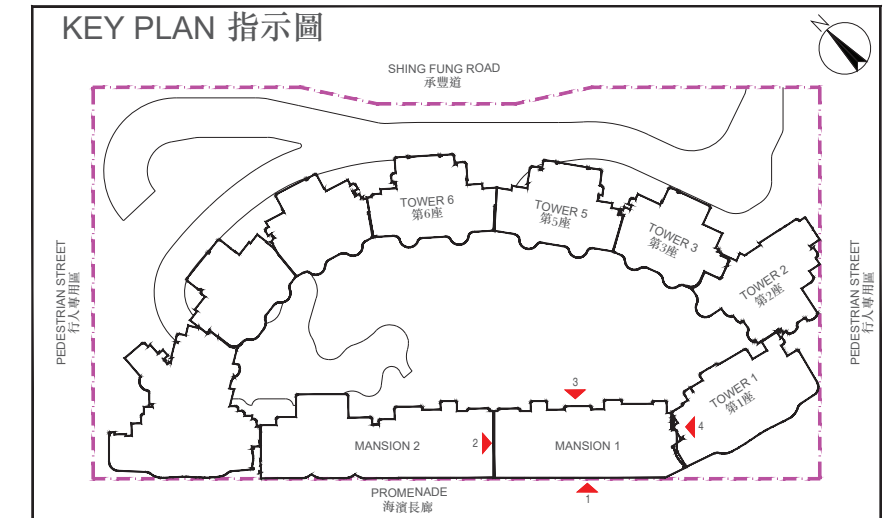 KEY PLAN 指示圖
N
SHING FUNG ROAD
承豐道
TOWER 6
第6座
TOWER 5
第5座
TOWER 3
第3座
TOWER 2
第2座
TOWER 1
第1座
PEDESTRIAN STREET
行人專用區
PEDESTRIAN STREET
行人專用區
3
2
4
MANSION 2
MANSION 1
1
PROMENADE
海濱長廊